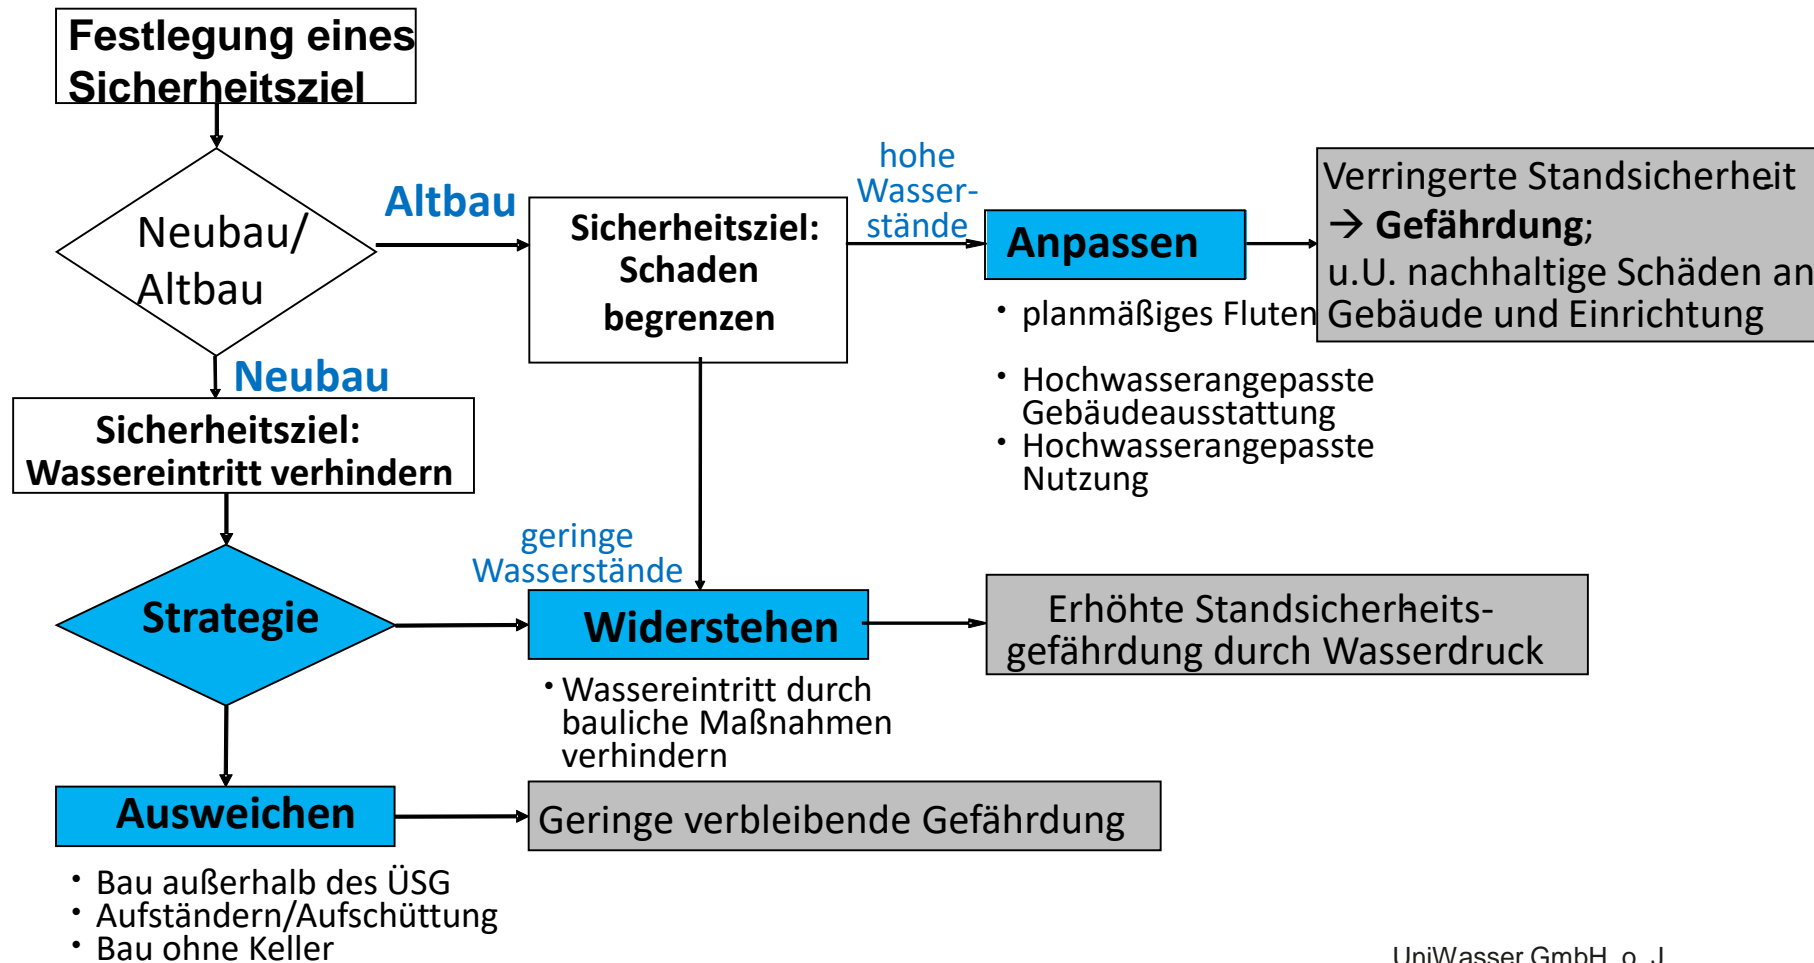 Festlegung eines
Sicherheitsziel
Neubau/
Altbau
Altbau
Sicherheitsziel:
Schaden
begrenzen
hohe
Wasser-
stände
Anpassen
• planmäßiges Fluten
• Hochwasserangepasste
Gebäudeausstattung
• Hochwasserangepasste
Nutzung
Verringerte Standsicherheit
→ Gefährdung;
u.U. nachhaltige Schäden an
Gebäude und Einrichtung
Neubau
Sicherheitsziel:
Wassereintritt verhindern
Strategie
geringe
Wasserstände
Widerstehen
• Wassereintritt durch
bauliche Maßnahmen
verhindern
Erhöhte Standsicherheits-
gefährdung durch Wasserdruck
Ausweichen
Geringe verbleibende Gefährdung
• Bau außerhalb des ÜSG
• Aufständern/Aufschüttung
• Bau ohne Keller
UniWasser GmbH, o. J.